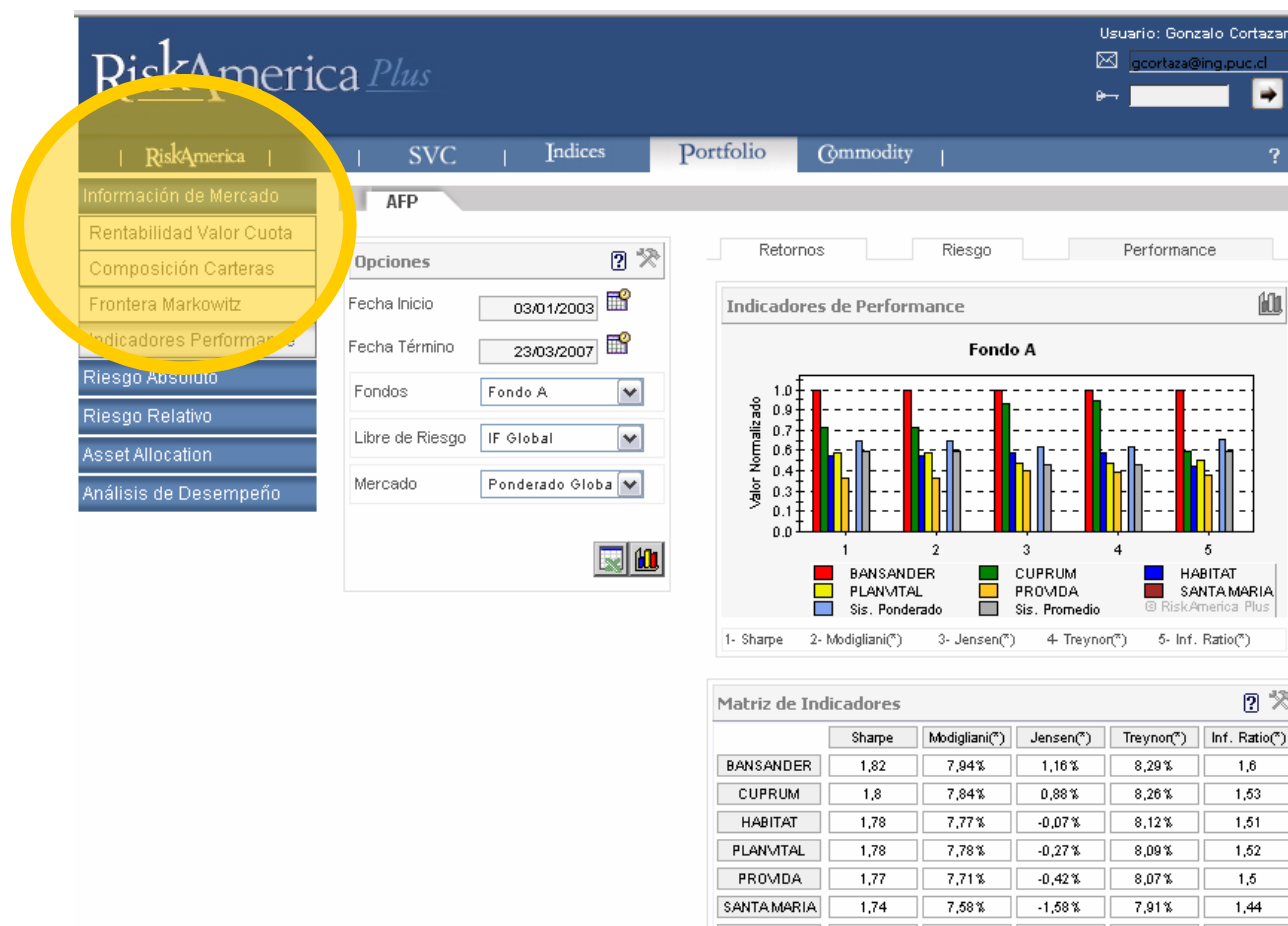 Usuario: Gonzalo Cortazar
RiskAmerica Plus
gcortaza@ing.puc.cl
| RiskAmerica | | SVC | Indices Portfolio Commodity | ?
Información de Mercado
AFP
Rentabilidad Valor Cuota
Composición Carteras
Frontera Markowitz
Indicadores Performance
Riesgo Absoluto
Riesgo Relativo
Asset Allocation
Análisis de Desempeño
Opciones ?
Fecha Inicio 03/01/2003
Fecha Término 23/03/2007
Fondos Fondo A
Libre de Riesgo IF Global
Mercado Ponderado Globa
Retornos Riesgo Performance
Indicadores de Performance
Fondo A
Valor Normalizado
1.0
0.9
0.7
0.6
0.4
0.3
0.1
0.0
1 2 3 4 5
BANSANDER CUPRUM HABITAT
PLANVITAL PROVIDA SANTA MARIA
Sis. Ponderado Sis. Promedio @ RiskAmerica Plus
1- Sharpe 2- Modigliani(*) 3- Jensen(*) 4- Treynor(*) 5- Inf. Ratio(*)
Matriz de Indicadores ?
Sharpe Modigliani(*) Jensen(*) Treynor(*) Inf. Ratio(*)
BANSANDER 1,82 7,94% 1,16% 8,29% 1,6
CUPRUM 1,8 7,84% 0,88% 8,26% 1,53
HABITAT 1,78 7,77% -0,07% 8,12% 1,51
PLANVITAL 1,78 7,78% -0,27% 8,09% 1,52
PROVIDA 1,77 7,71% -0,42% 8,07% 1,5
SANTA MARIA 1,74 7,58% -1,58% 7,91% 1,44